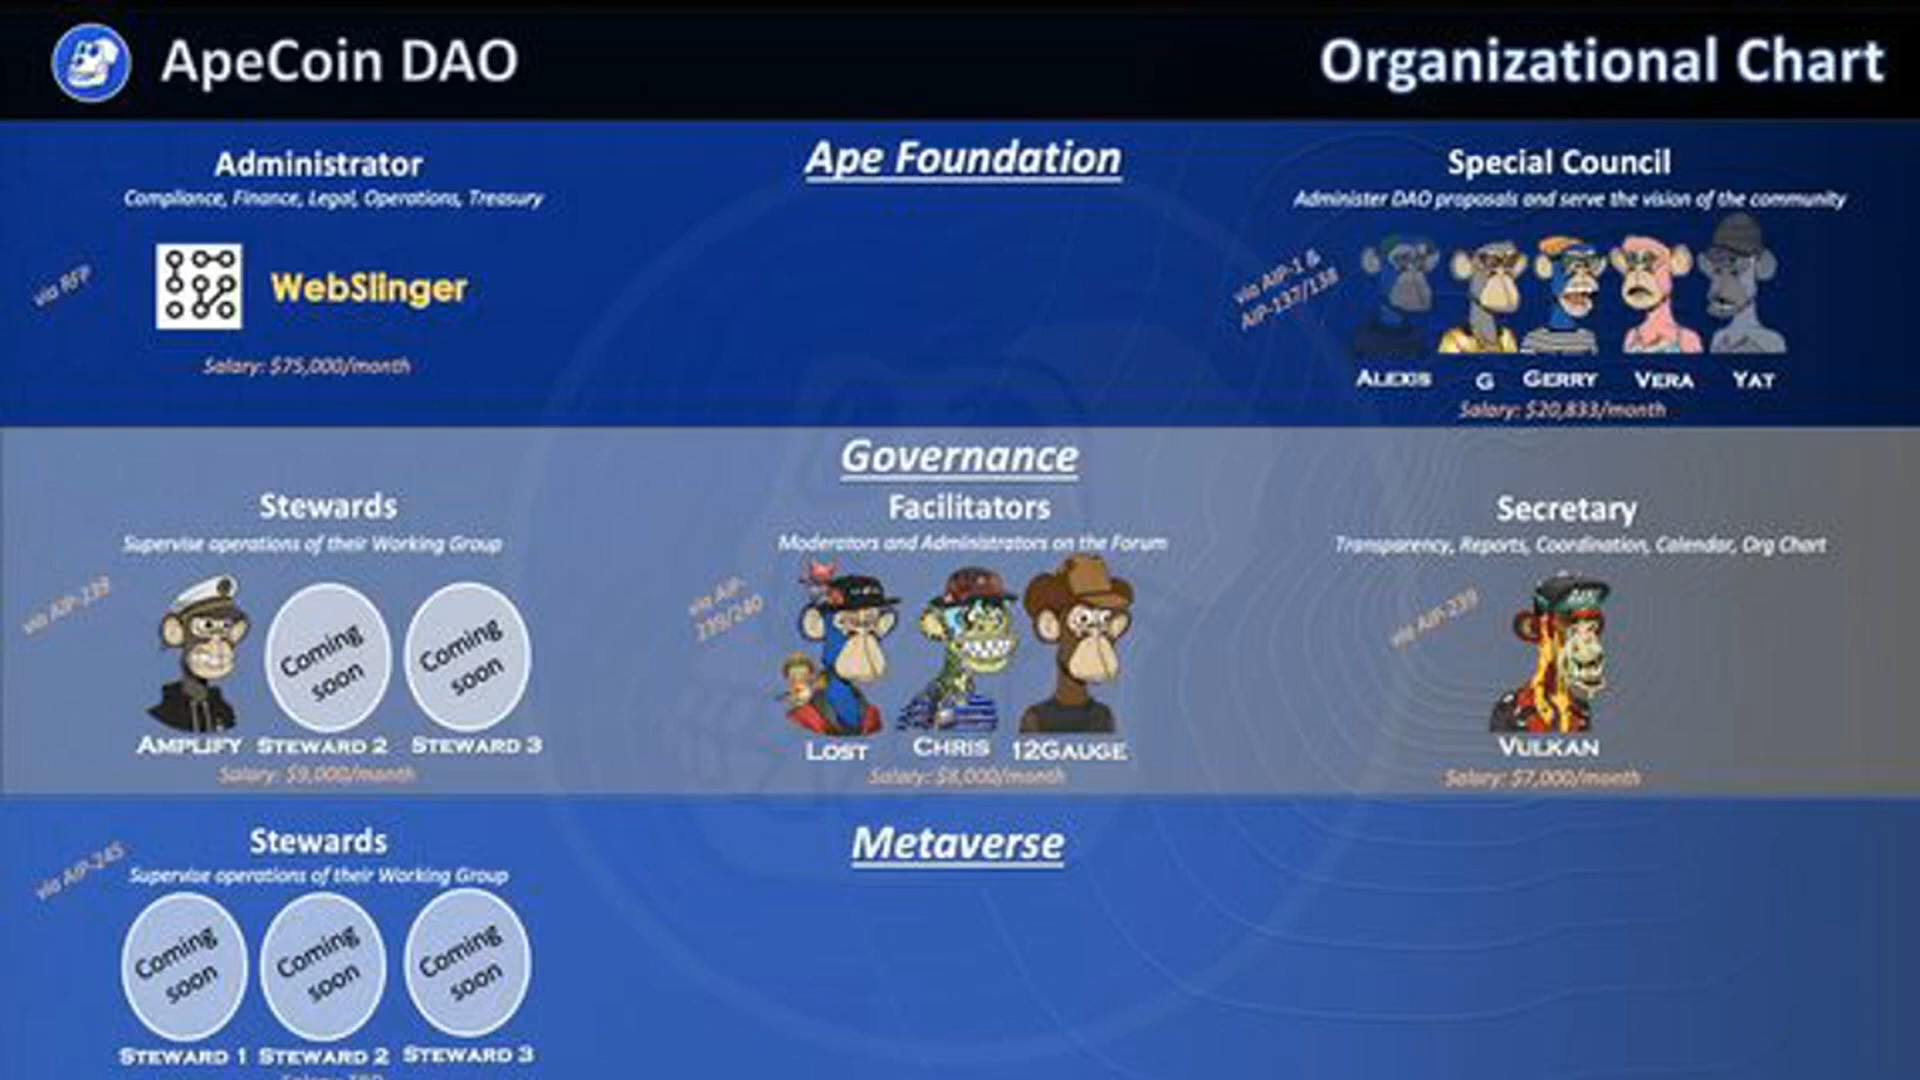 ApeCoin DAO
Organizational Chart
Ape Foundation
Administrator
Compliance, Finance, Legal, Operations, Treasury
via RFP
WebSlinger
Salary: $75,000/month
Special Council
Administer DAO proposals and serve the vision of the community
via AIP-1 &
AIP-137/138
ALEXIS G GERRY VERA YAT
Salary: $20,833/month
Governance
Stewards
Supervise operations of their Working Group
via AIP-239
Coming
soon
Coming
soon
AMPLIFY STEWARD 2 STEWARD 3
Salary: $9,000/month
Facilitators
Moderators and Administrators on the Forum
via AIP-
239/240
LOST CHRIS 12GAUGE
Salary: $8,000/month
Secretary
Transparency, Reports, Coordination, Calendar, Org Chart
via AIP-239
APE
VULKAN
Salary: $7,000/month
Metaverse
Stewards
Supervise operations of their Working Group
via AIP-245
Coming
soon
Coming
soon
Coming
soon
STEWARD 1 STEWARD 2 STEWARD 3
Salary: TBD